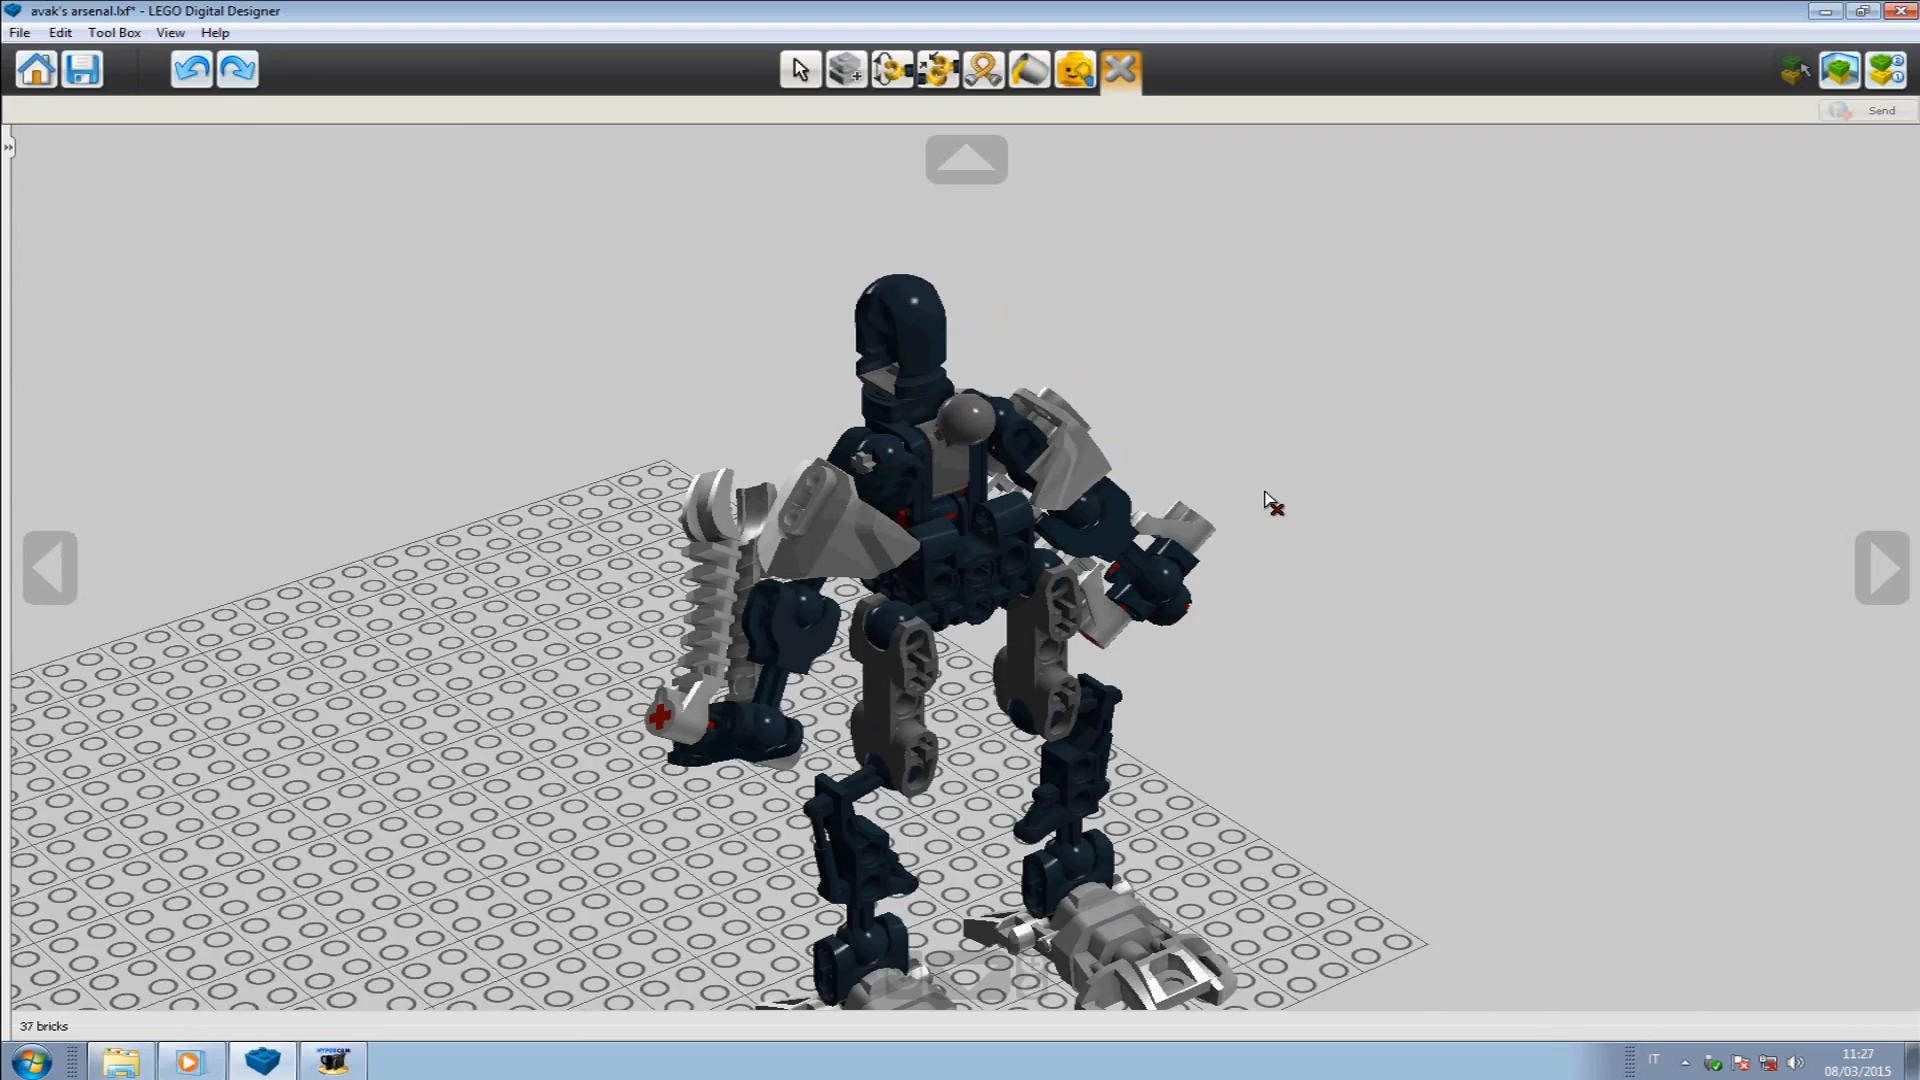 avak's arsenal.lxf* - LEGO Digital Designer
File Edit Tool Box View Help
Send
37 bricks
HYPERCAM
IT
11:27
08/03/2015